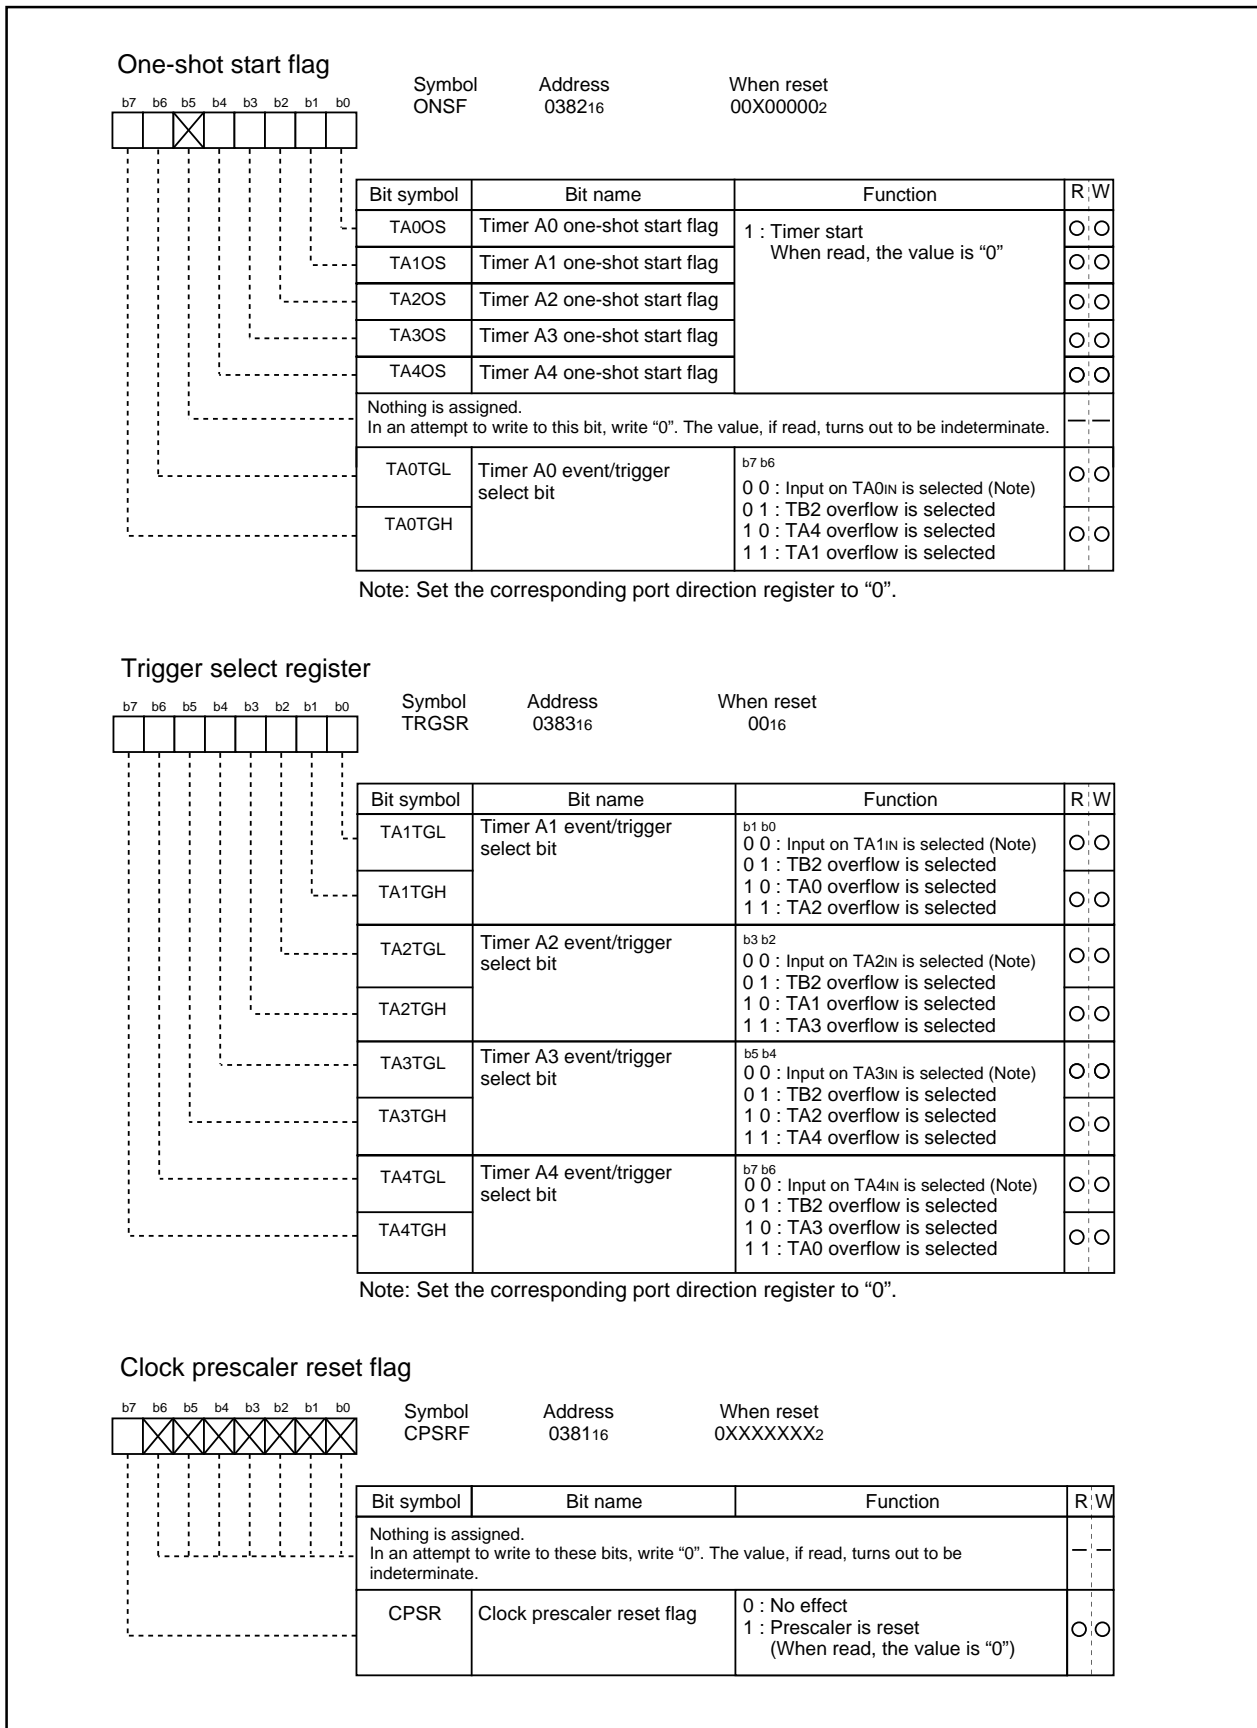 One-shot start flag
Symbol Address When reset
ONSF 038216 00X000002
b7 b6 b5 b4 b3 b2 b1 b0
Bit symbol Bit name Function R W
TA0OS Timer A0 one-shot start flag 1 : Timer start
When read, the value is “0”
TA1OS Timer A1 one-shot start flag
TA2OS Timer A2 one-shot start flag
TA3OS Timer A3 one-shot start flag
TA4OS Timer A4 one-shot start flag
Nothing is assigned.
In an attempt to write to this bit, write “0”. The value, if read, turns out to be indeterminate.
TA0TGL Timer A0 event/trigger
select bit
b7 b6
0 0 : Input on TA0IN is selected (Note)
0 1 : TB2 overflow is selected
TA0TGH 1 0 : TA4 overflow is selected
1 1 : TA1 overflow is selected
Note: Set the corresponding port direction register to “0”.
Trigger select register
Symbol Address When reset
TRGSR 038316 0016
b7 b6 b5 b4 b3 b2 b1 b0
Bit symbol Bit name Function R W
TA1TGL Timer A1 event/trigger
select bit
b1 b0
0 0 : Input on TA1IN is selected (Note)
0 1 : TB2 overflow is selected
TA1TGH 1 0 : TA0 overflow is selected
1 1 : TA2 overflow is selected
TA2TGL Timer A2 event/trigger
select bit
b3 b2
0 0 : Input on TA2IN is selected (Note)
0 1 : TB2 overflow is selected
TA2TGH 1 0 : TA1 overflow is selected
1 1 : TA3 overflow is selected
TA3TGL Timer A3 event/trigger
select bit
b5 b4
0 0 : Input on TA3IN is selected (Note)
0 1 : TB2 overflow is selected
TA3TGH 1 0 : TA2 overflow is selected
1 1 : TA4 overflow is selected
TA4TGL Timer A4 event/trigger
select bit
b7 b6
0 0 : Input on TA4IN is selected (Note)
0 1 : TB2 overflow is selected
TA4TGH 1 0 : TA3 overflow is selected
1 1 : TA0 overflow is selected
Note: Set the corresponding port direction register to “0”.
Clock prescaler reset flag
Symbol Address When reset
CPSRF 038116 0XXXXXXX2
b7 b6 b5 b4 b3 b2 b1 b0
Bit symbol Bit name Function R W
Nothing is assigned.
In an attempt to write to these bits, write “0”. The value, if read, turns out to be
indeterminate.
CPSR Clock prescaler reset flag 0 : No effect
1 : Prescaler is reset
(When read, the value is “0”)